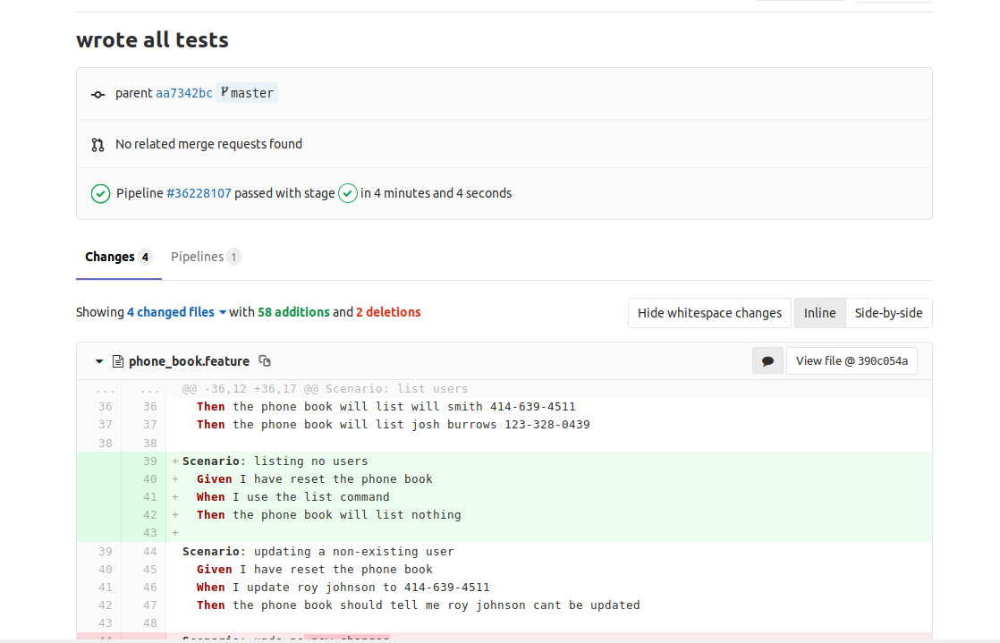 wrote all tests
parent aa7342bc master
No related merge requests found
Pipeline #36228107 passed with stage in 4 minutes and 4 seconds
Changes 4 Pipelines 1
Showing 4 changed files with 58 additions and 2 deletions Hide whitespace changes Inline Side-by-side
phone_book.feature View file @ 390c054a
... ... @@ -36,12 +36,17 @@ Scenario: list users
36 36 Then the phone book will list will smith 414-639-4511
37 37 Then the phone book will list josh burrows 123-328-0439
38 38
39 + Scenario: listing no users
40 + Given I have reset the phone book
41 + When I use the list command
42 + Then the phone book will list nothing
43 +
39 44 Scenario: updating a non-existing user
40 45 Given I have reset the phone book
41 46 When I update roy johnson to 414-639-4511
42 47 Then the phone book should tell me roy johnson cant be updated
43 48